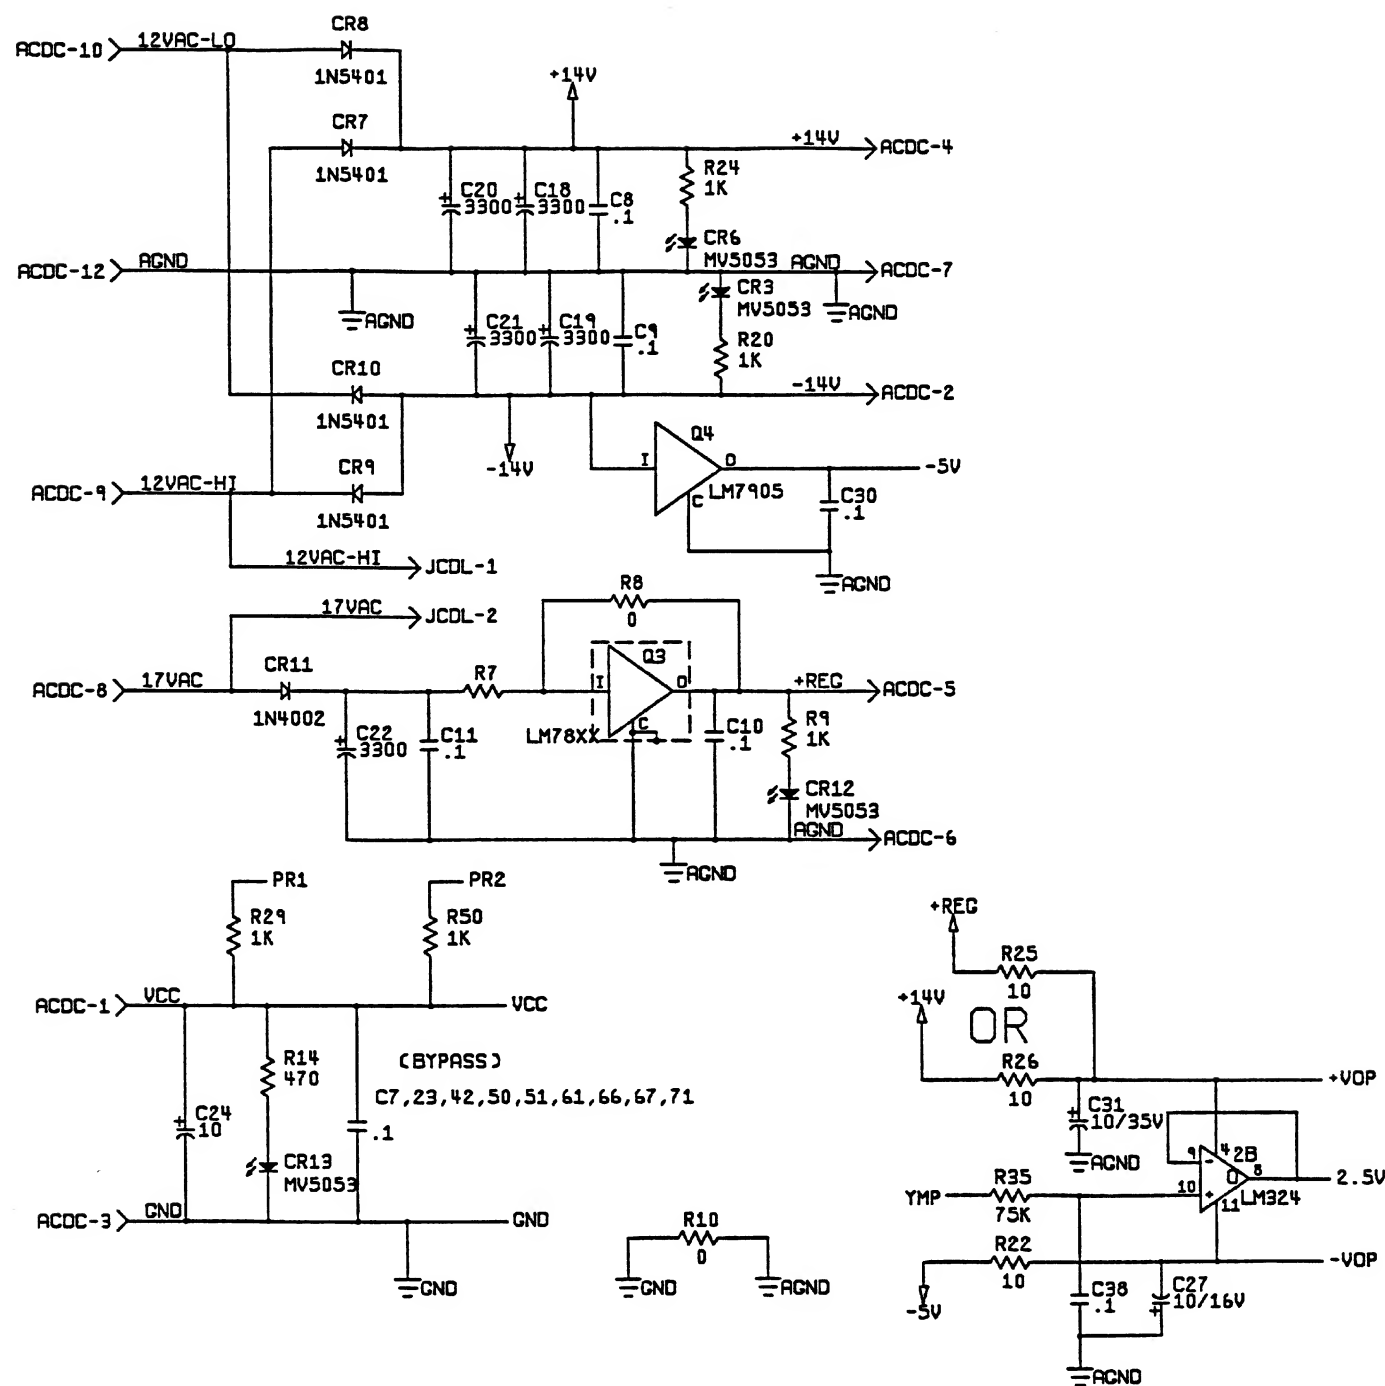 CR8
ACDC-10 12VAC-LO
1N5401
+14V
CR7
+14V ACDC-4
1N5401
R24
1K
C20
3300
C18
3300
C8
.1
CR6
MV5053
ACDC-12 AGND
AGND ACDC-7
CR3
MV5053
AGND
AGND
C21
3300
C19
3300
C9
.1
R20
1K
CR10
-14V ACDC-2
1N5401
Q4
I O
-5V
CR9
-14V
LM7905
ACDC-9 12VAC-HI
C
C30
.1
1N5401
12VAC-HI JCDL-1
AGND
R8
0
17VAC JCDL-2
Q3
CR11
R7
ACDC-8 17VAC
I O
+REG ACDC-5
1N4002
C
LM78XX
C22
3300
C11
.1
C10
.1
R9
1K
CR12
MV5053
AGND ACDC-6
AGND
PR1
PR2
R29
1K
R50
1K
+REG
R25
10
ACDC-1 VCC
VCC
+14V
OR
(BYPASS)
R14
470
R26
10
+VOP
C7,23,42,50,51,61,66,67,71
C24
10
.1
C31
10/35V
AGND
CR13
MV5053
9 - 4 2B
8 2.5V
10 + 11
LM324
YMP R35
75K
ACDC-3 GND
GND
R10
0
R22
10
-VOP
GND
GND
AGND
-5V
C38
.1
C27
10/16V
AGND